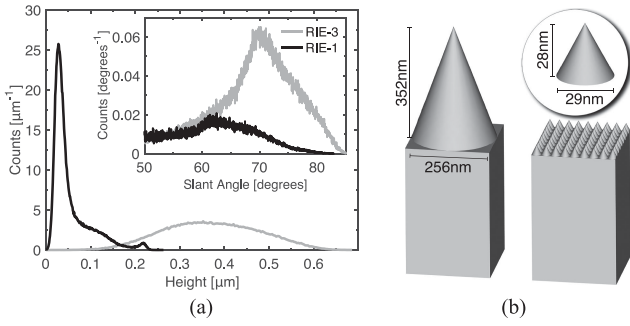 30
25
20
15
10
5
0
Counts [µm⁻¹]
0 0.1 0.2 0.3 0.4 0.5 0.6
Height [µm]
0.06
0.04
0.02
0
Counts [degrees⁻¹]
50 60 70 80
Slant Angle [degrees]
RIE-3
RIE-1
(a)
352nm
256nm
28nm
29nm
(b)